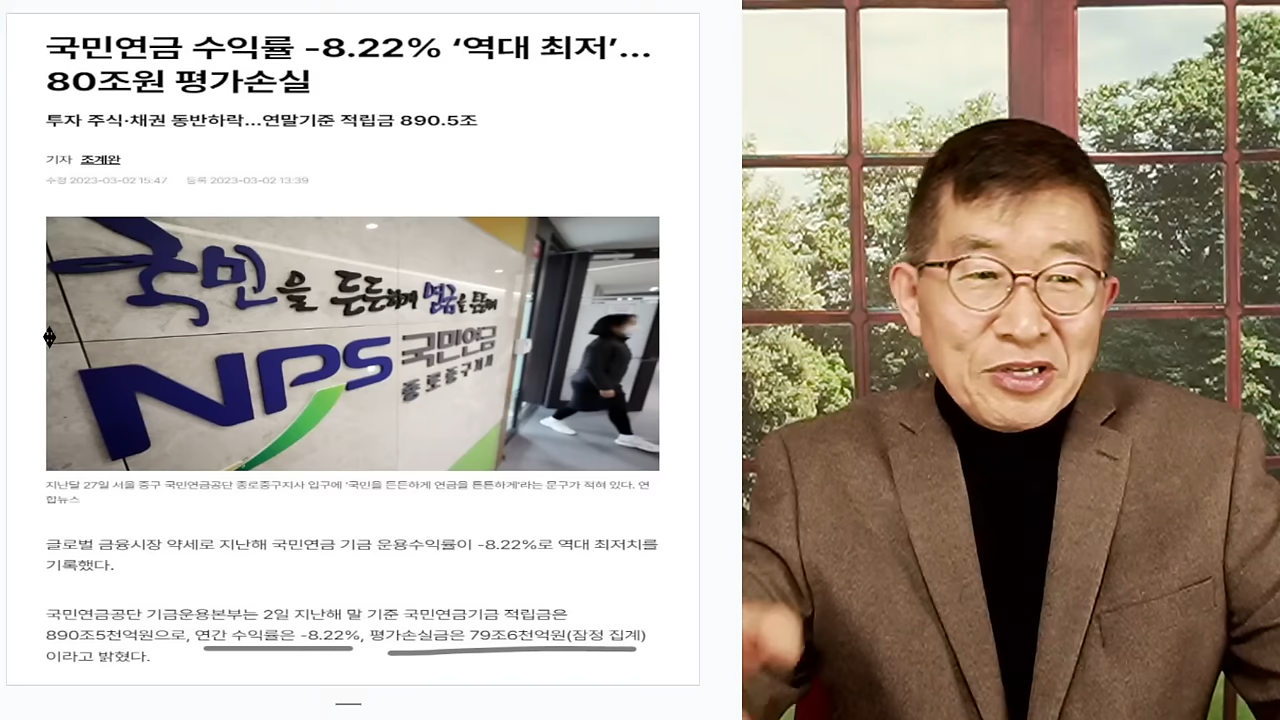 국민연금 수익률 -8.22% ‘역대 최저’…
80조원 평가손실
투자 주식·채권 동반하락…연말기준 적립금 890.5조
기자 조계완
수정 2023-03-02 15:47 등록 2023-03-02 13:39
국민을 든든하게 연금을 튼튼하게
NPS 국민연금
종로중구지사
지난달 27일 서울 중구 국민연금공단 종로중구지사 입구에 ‘국민을 든든하게 연금을 튼튼하게’라는 문구가 적혀 있다. 연
합뉴스
글로벌 금융시장 약세로 지난해 국민연금 기금 운용수익률이 -8.22%로 역대 최저치를
기록했다.
국민연금공단 기금운용본부는 2일 지난해 말 기준 국민연금기금 적립금은
890조5천억원으로, 연간 수익률은 -8.22%, 평가손실금은 79조6천억원(잠정 집계)
이라고 밝혔다.